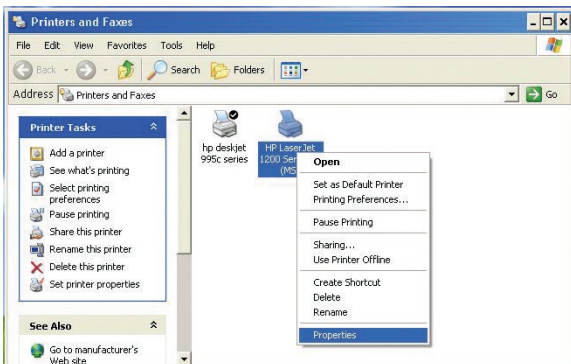 Printers and Faxes
File Edit View Favorites Tools Help
Back Search Folders
Address Printers and Faxes Go
Printer Tasks
Add a printer
See what's printing
Select printing
preferences
Pause printing
Share this printer
Rename this printer
Delete this printer
Set printer properties
See Also
Go to manufacturer's
Web site
hp deskjet
995c series
HP LaserJet
1200 Ser
(MS
Open
Set as Default Printer
Printing Preferences...
Pause Printing
Sharing...
Use Printer Offline
Create Shortcut
Delete
Rename
Properties